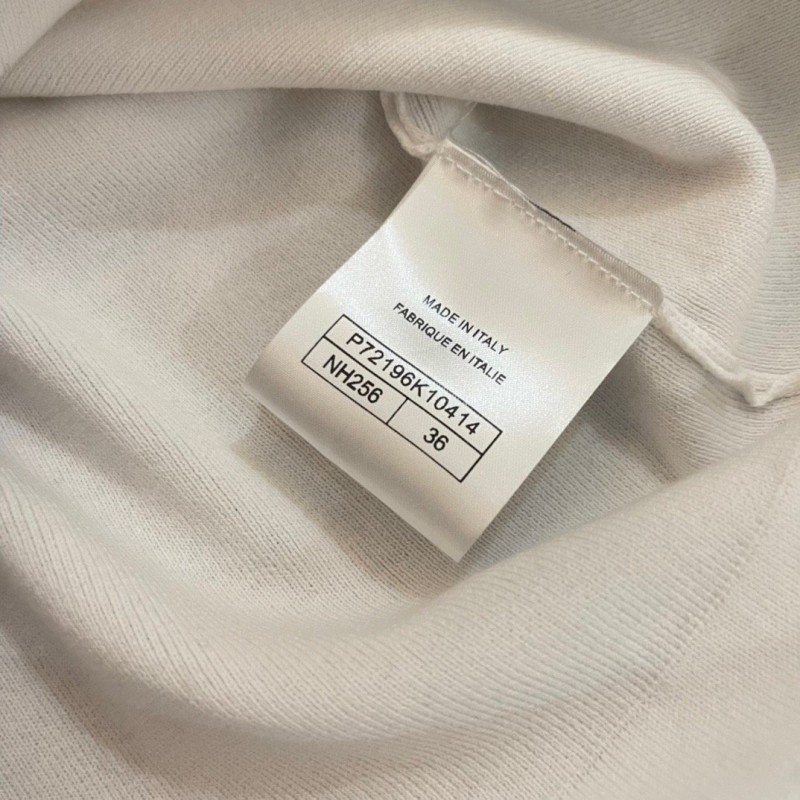 MADE IN ITALY
FABRIQUE EN ITALIE
P72196K10414
NH256 36